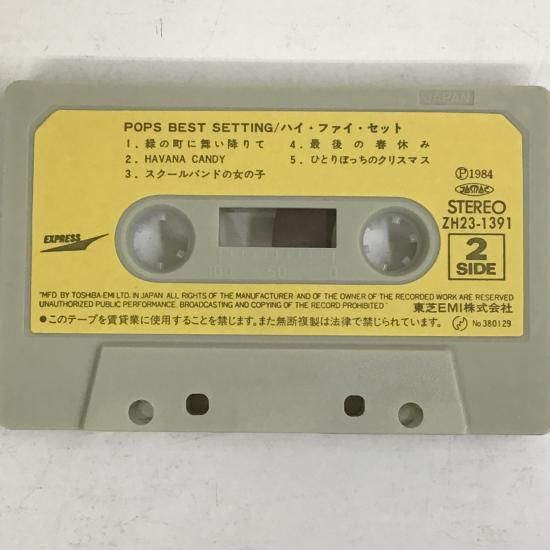 JAPAN
POPS BEST SETTING/ハイ・ファイ・セット
1. 緑の町に舞い降りて
2. HAVANA CANDY
3. スクールバンドの女の子
4. 最後の春休み
5. ひとりぼっちのクリスマス
Ⓟ1984
JASRAC
STEREO
ZH23-1391
EXPRESS
2
SIDE
100 50 0
"MFD. BY TOSHIBA-EMI LTD. IN JAPAN. ALL RIGHTS OF THE MANUFACTURER AND OF THE OWNER OF THE RECORDED WORK ARE RESERVED
UNAUTHORIZED PUBLIC PERFORMANCE. BROADCASTING AND COPYING OF THE RECORD PROHIBITED"
東芝EMI株式会社
●このテープを賃貸業に使用することを禁じます。また無断複製は法律で禁じられています。
No.380129